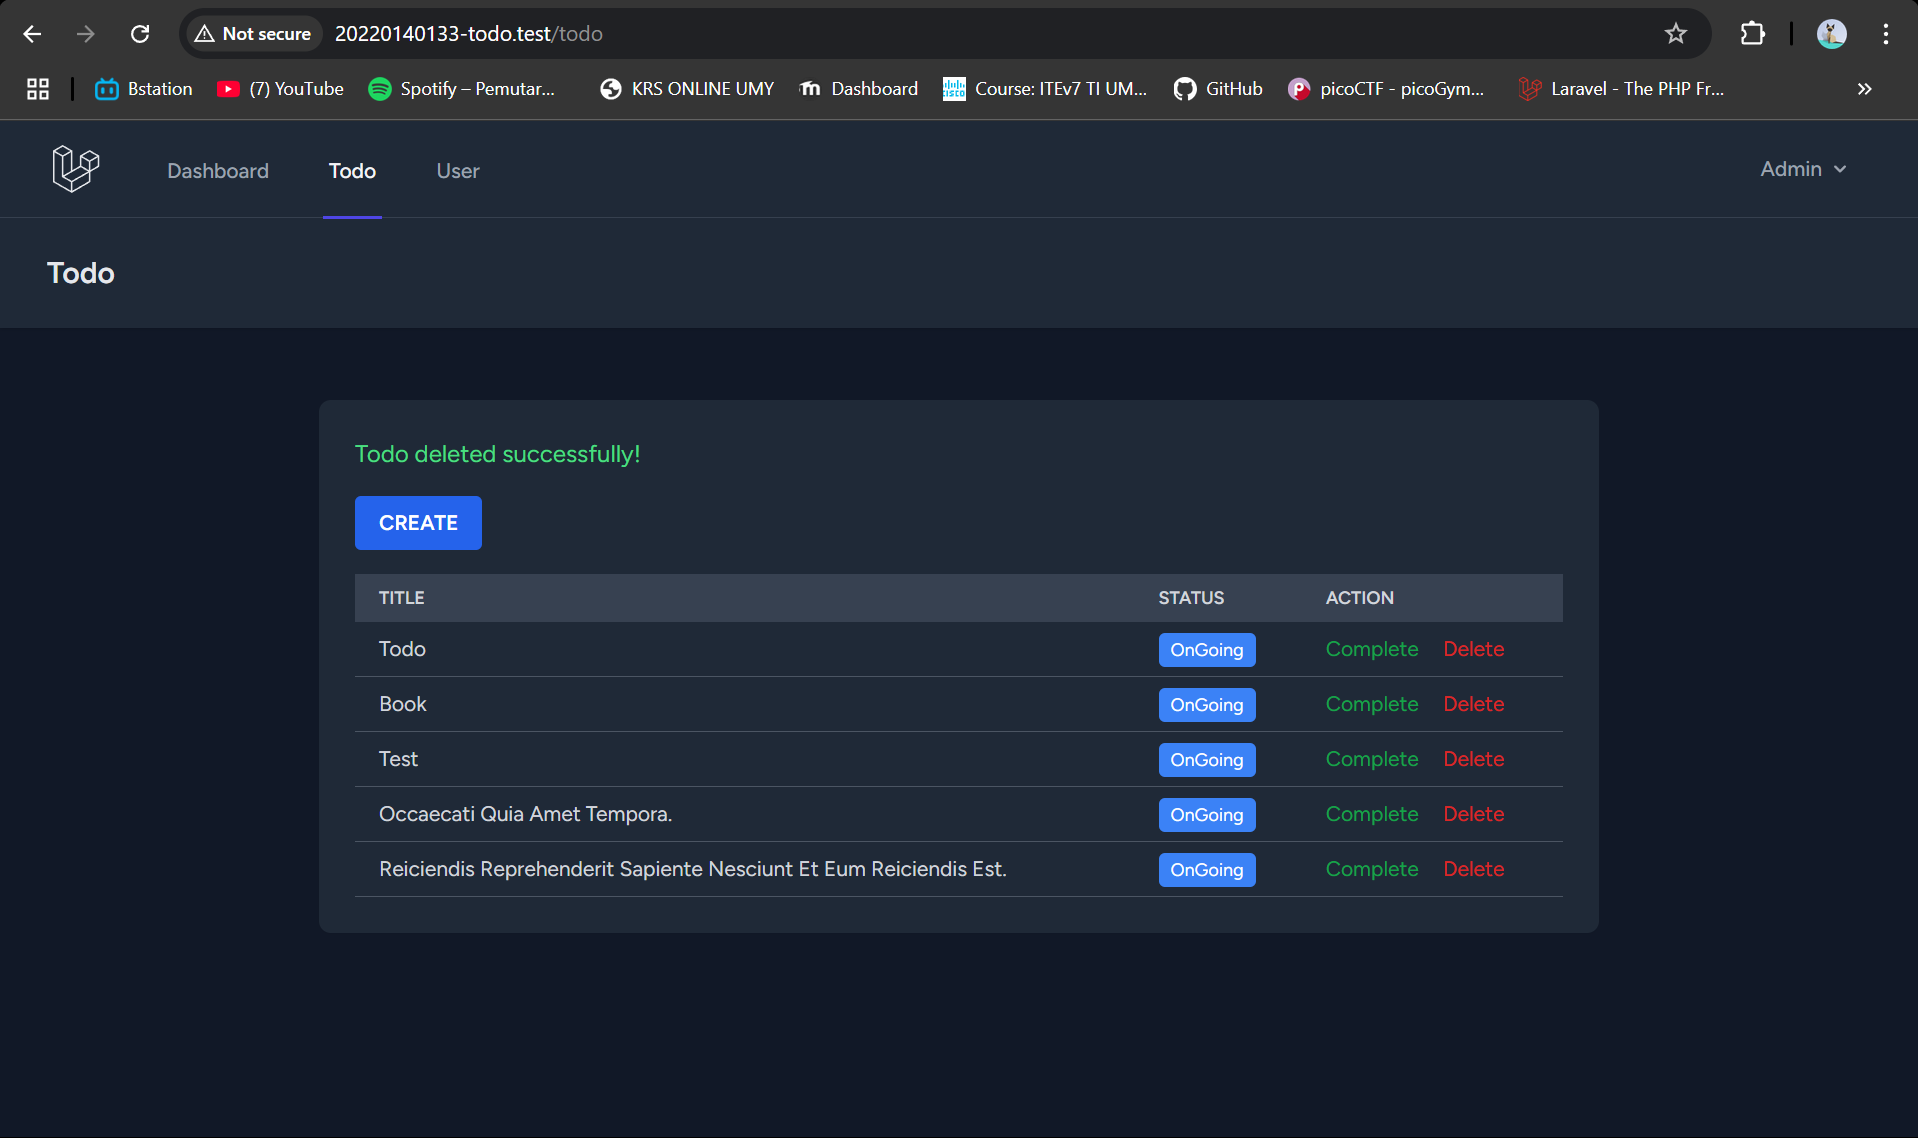 Not secure 20220140133-todo.test/todo
Bstation (7) YouTube Spotify – Pemutar... KRS ONLINE UMY Dashboard Course: ITEv7 TI UM... GitHub picoCTF - picoGym... Laravel - The PHP Fr... »
Dashboard Todo User Admin
Todo
Todo deleted successfully!
CREATE
TITLE STATUS ACTION
Todo OnGoing Complete Delete
Book OnGoing Complete Delete
Test OnGoing Complete Delete
Occaecati Quia Amet Tempora. OnGoing Complete Delete
Reiciendis Reprehenderit Sapiente Nesciunt Et Eum Reiciendis Est. OnGoing Complete Delete